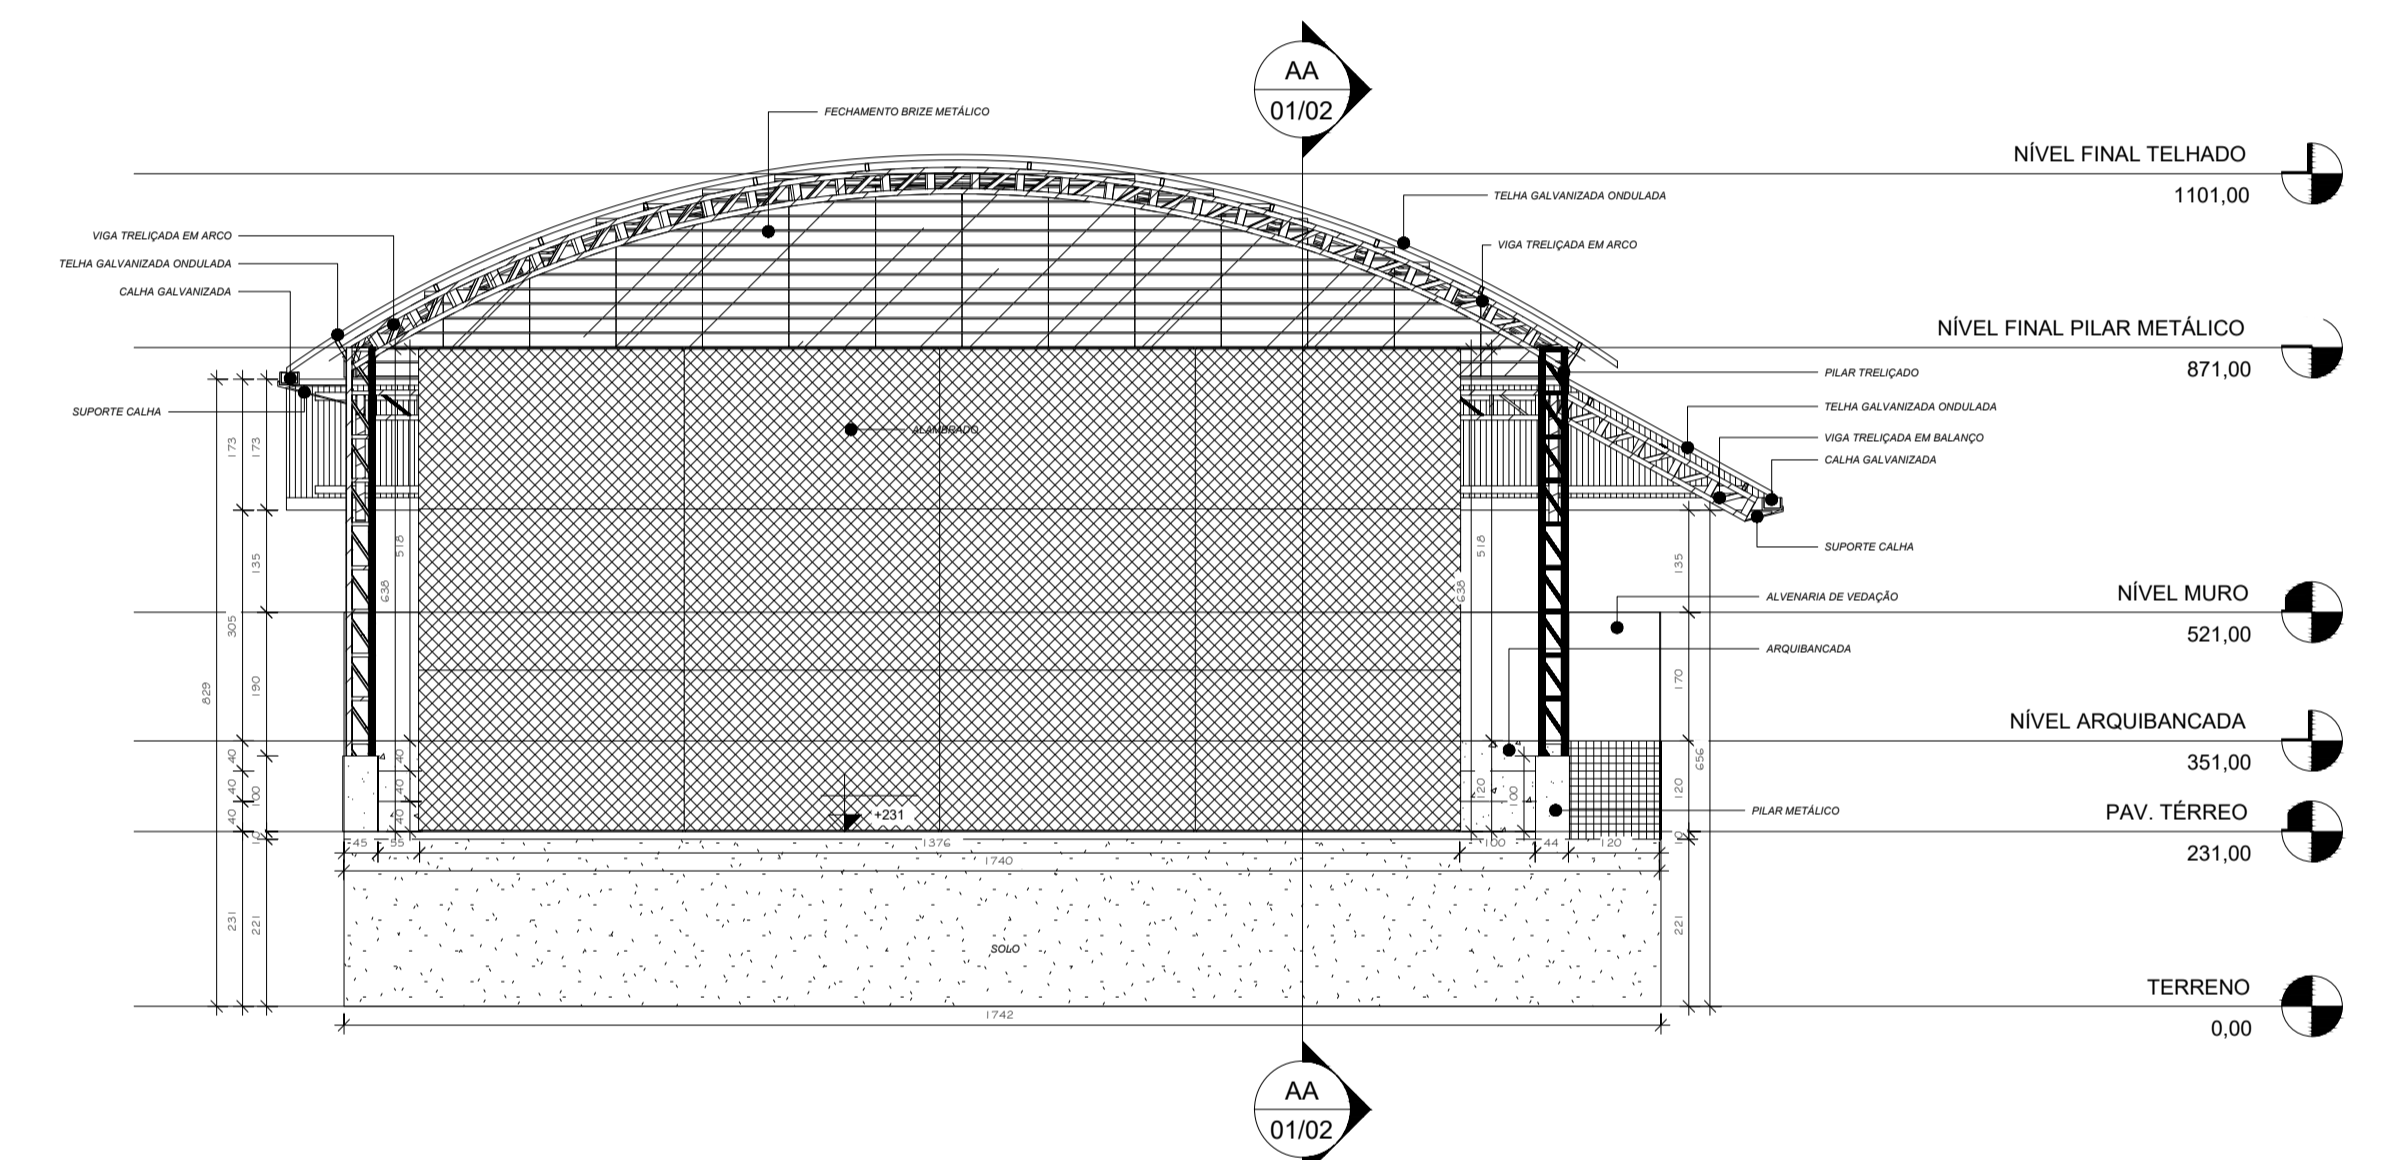 AA
01/02
FECHAMENTO BRIZE METÁLICO
NÍVEL FINAL TELHADO
1101,00
TELHA GALVANIZADA ONDULADA
VIGA TRELIÇADA EM ARCO
VIGA TRELIÇADA EM ARCO
TELHA GALVANIZADA ONDULADA
CALHA GALVANIZADA
NÍVEL FINAL PILAR METÁLICO
871,00
PILAR TRELIÇADO
SUPORTE CALHA
TELHA GALVANIZADA ONDULADA
ALAMBRADO
VIGA TRELIÇADA EM BALANÇO
CALHA GALVANIZADA
173
173
518
518
SUPORTE CALHA
135
135
638
638
ALVENARIA DE VEDAÇÃO
NÍVEL MURO
521,00
305
ARQUIBANCADA
190
170
829
NÍVEL ARQUIBANCADA
351,00
40
40
656
40
100
40
120
100
120
40
40
+231
PILAR METÁLICO
PAV. TÉRREO
231,00
10
10
45
55
1376
100
44
120
1740
231
221
221
SOLO
TERRENO
0,00
1742
AA
01/02